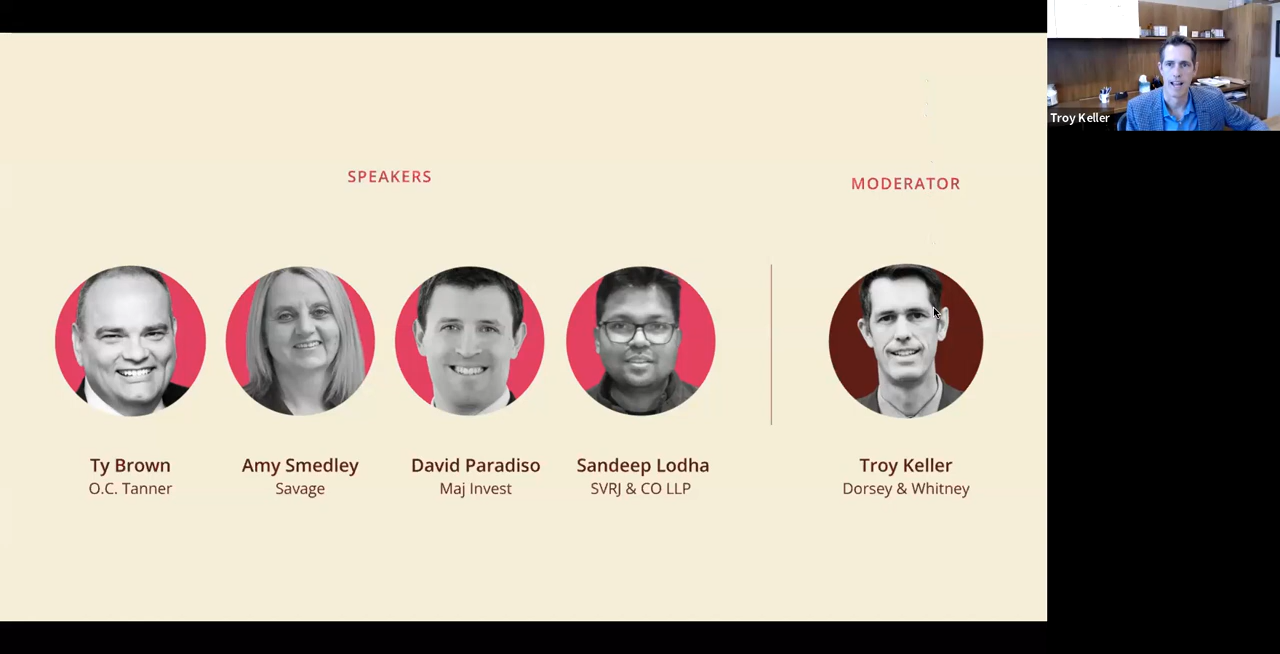 SPEAKERS
MODERATOR
Ty Brown
O.C. Tanner
Amy Smedley
Savage
David Paradiso
Maj Invest
Sandeep Lodha
SVRJ & CO LLP
Troy Keller
Dorsey & Whitney
Troy Keller